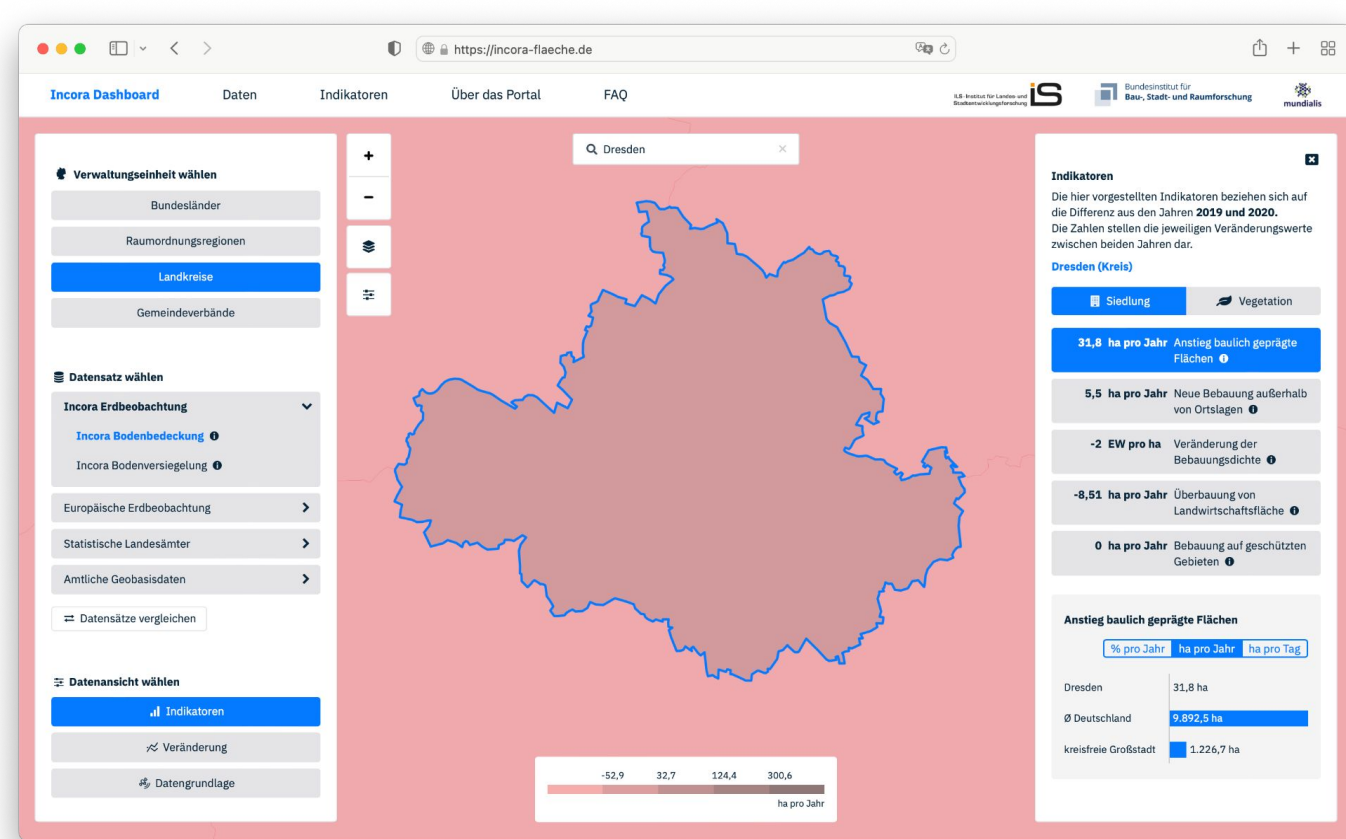 https://incora-flaeche.de
Incora Dashboard
Daten
Indikatoren
Über das Portal
FAQ
ILS-Institut für Landes- und
Stadtentwicklungsforschung
Bundesinstitut für
Bau-, Stadt- und Raumforschung
mundialis
Verwaltungseinheit wählen
Bundesländer
Raumordnungsregionen
Landkreise
Gemeindeverbände
Datensatz wählen
Incora Erdbeobachtung
Incora Bodenbedeckung
Incora Bodenversiegelung
Europäische Erdbeobachtung
Statistische Landesämter
Amtliche Geobasisdaten
Datensätze vergleichen
Datenansicht wählen
Indikatoren
Veränderung
Datengrundlage
+
−
Dresden
-52,9 32,7 124,4 300,6
ha pro Jahr
Indikatoren
Die hier vorgestellten Indikatoren beziehen sich auf
die Differenz aus den Jahren 2019 und 2020.
Die Zahlen stellen die jeweiligen Veränderungswerte
zwischen beiden Jahren dar.
Dresden (Kreis)
Siedlung
Vegetation
31,8 ha pro Jahr Anstieg baulich geprägte
Flächen
5,5 ha pro Jahr Neue Bebauung außerhalb
von Ortslagen
-2 EW pro ha Veränderung der
Bebauungsdichte
-8,51 ha pro Jahr Überbauung von
Landwirtschaftsfläche
0 ha pro Jahr Bebauung auf geschützten
Gebieten
Anstieg baulich geprägte Flächen
% pro Jahr ha pro Jahr ha pro Tag
Dresden 31,8 ha
Ø Deutschland 9.892,5 ha
kreisfreie Großstadt 1.226,7 ha